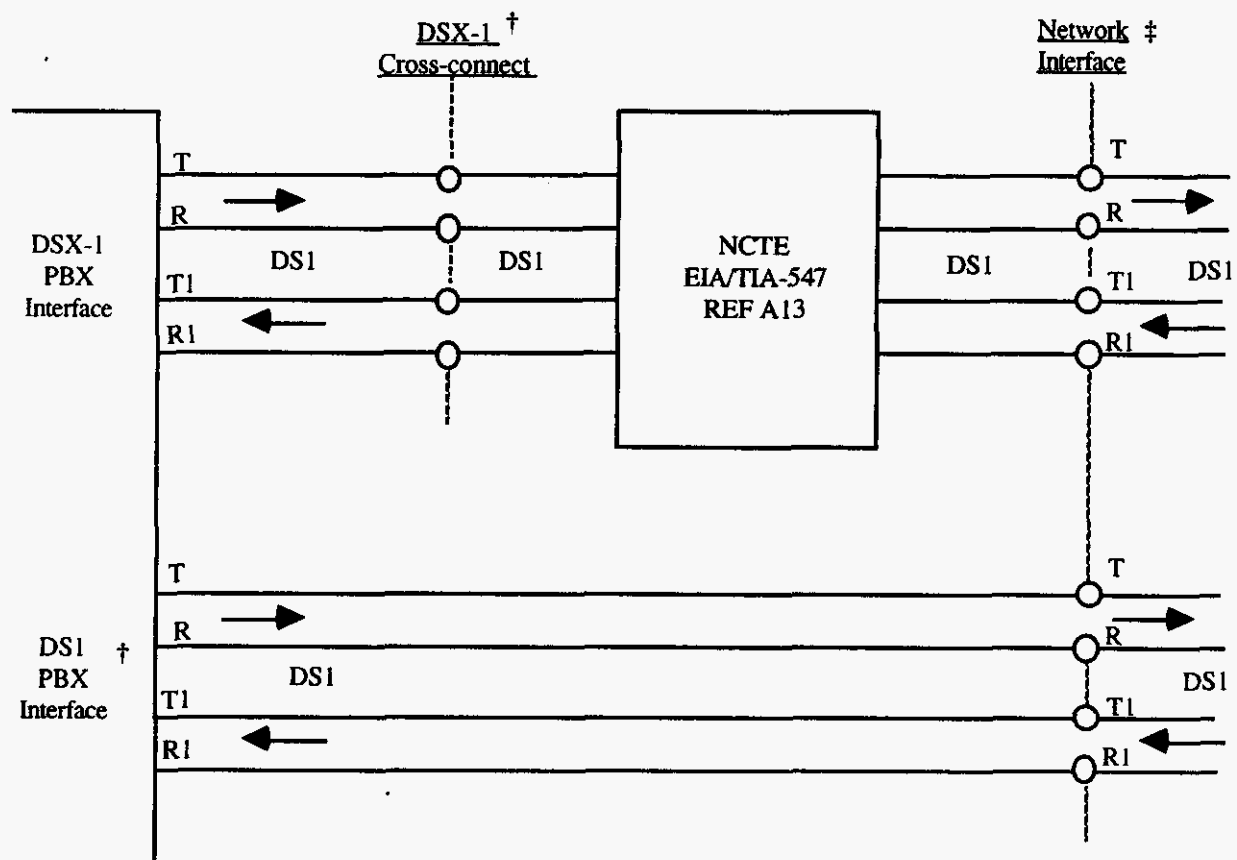 DSX-1 †
Cross-connect
Network ‡
Interface
T
T
R
R
DSX-1
PBX
Interface
DS1
DS1
NCTE
EIA/TIA-547
REF A13
DS1
DS1
T1
T1
R1
R1
T
T
R
R
DS1 †
PBX
Interface
DS1
DS1
T1
T1
R1
R1